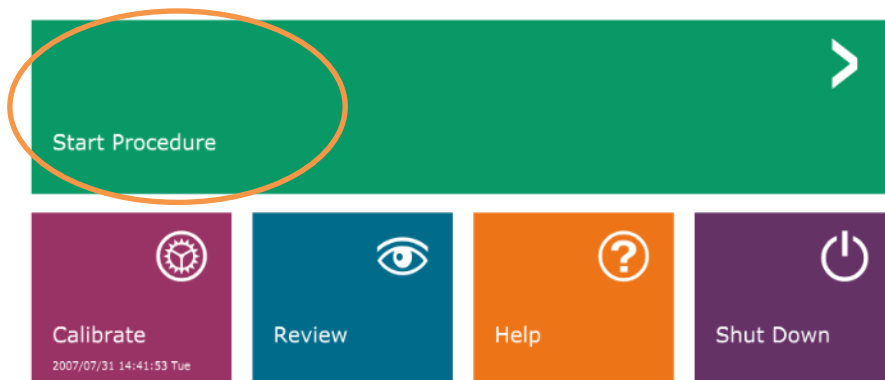 Start Procedure
Calibrate
2007/07/31 14:41:53 Tue
Review
Help
Shut Down